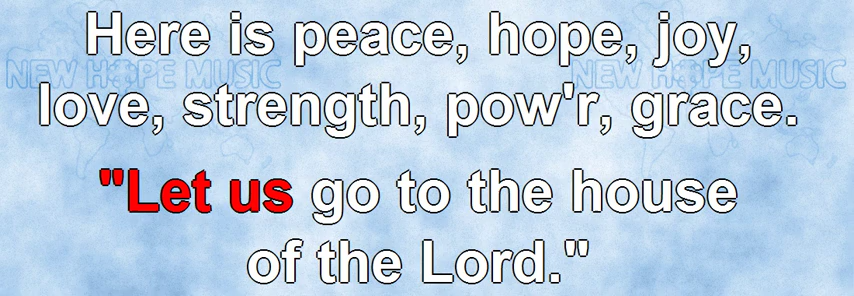 Here is peace, hope, joy,
NEW HOPE MUSIC NEW HOPE MUSIC
love, strength, pow'r, grace.
"Let us go to the house
of the Lord."